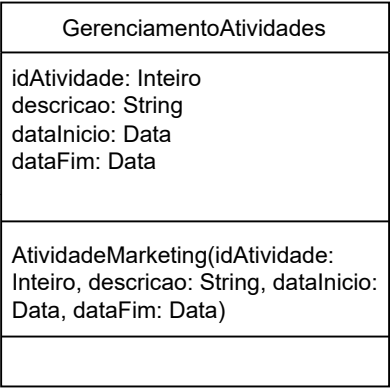 GerenciamentoAtividades
idAtividade: Inteiro
descricao: String
dataInicio: Data
dataFim: Data
AtividadeMarketing(idAtividade:
Inteiro, descricao: String, dataInicio:
Data, dataFim: Data)